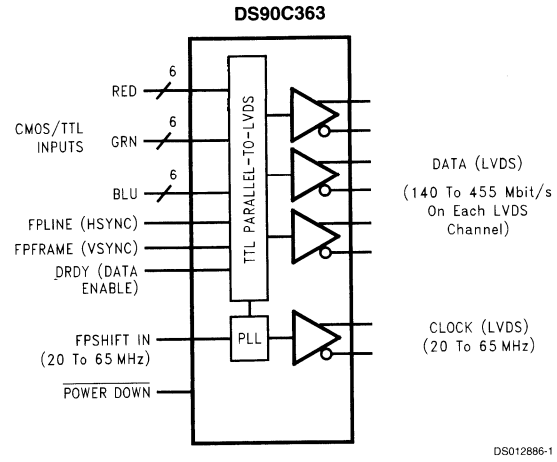 DS90C363
RED
6
CMOS/TTL
INPUTS
GRN
6
BLU
6
FPLINE (HSYNC)
FPFRAME (VSYNC)
DRDY (DATA
ENABLE)
FPSHIFT IN
(20 To 65 MHz)
POWER DOWN
TTL PARALLEL-TO-LVDS
PLL
DATA (LVDS)
(140 To 455 Mbit/s
On Each LVDS
Channel)
CLOCK (LVDS)
(20 To 65 MHz)
DS012886-1